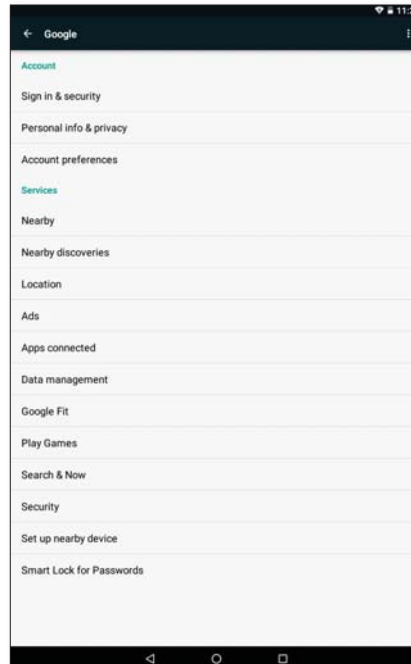 Google
Account
Sign in & security
Personal info & privacy
Account preferences
Services
Nearby
Nearby discoveries
Location
Ads
Apps connected
Data management
Google Fit
Play Games
Search & Now
Security
Set up nearby device
Smart Lock for Passwords